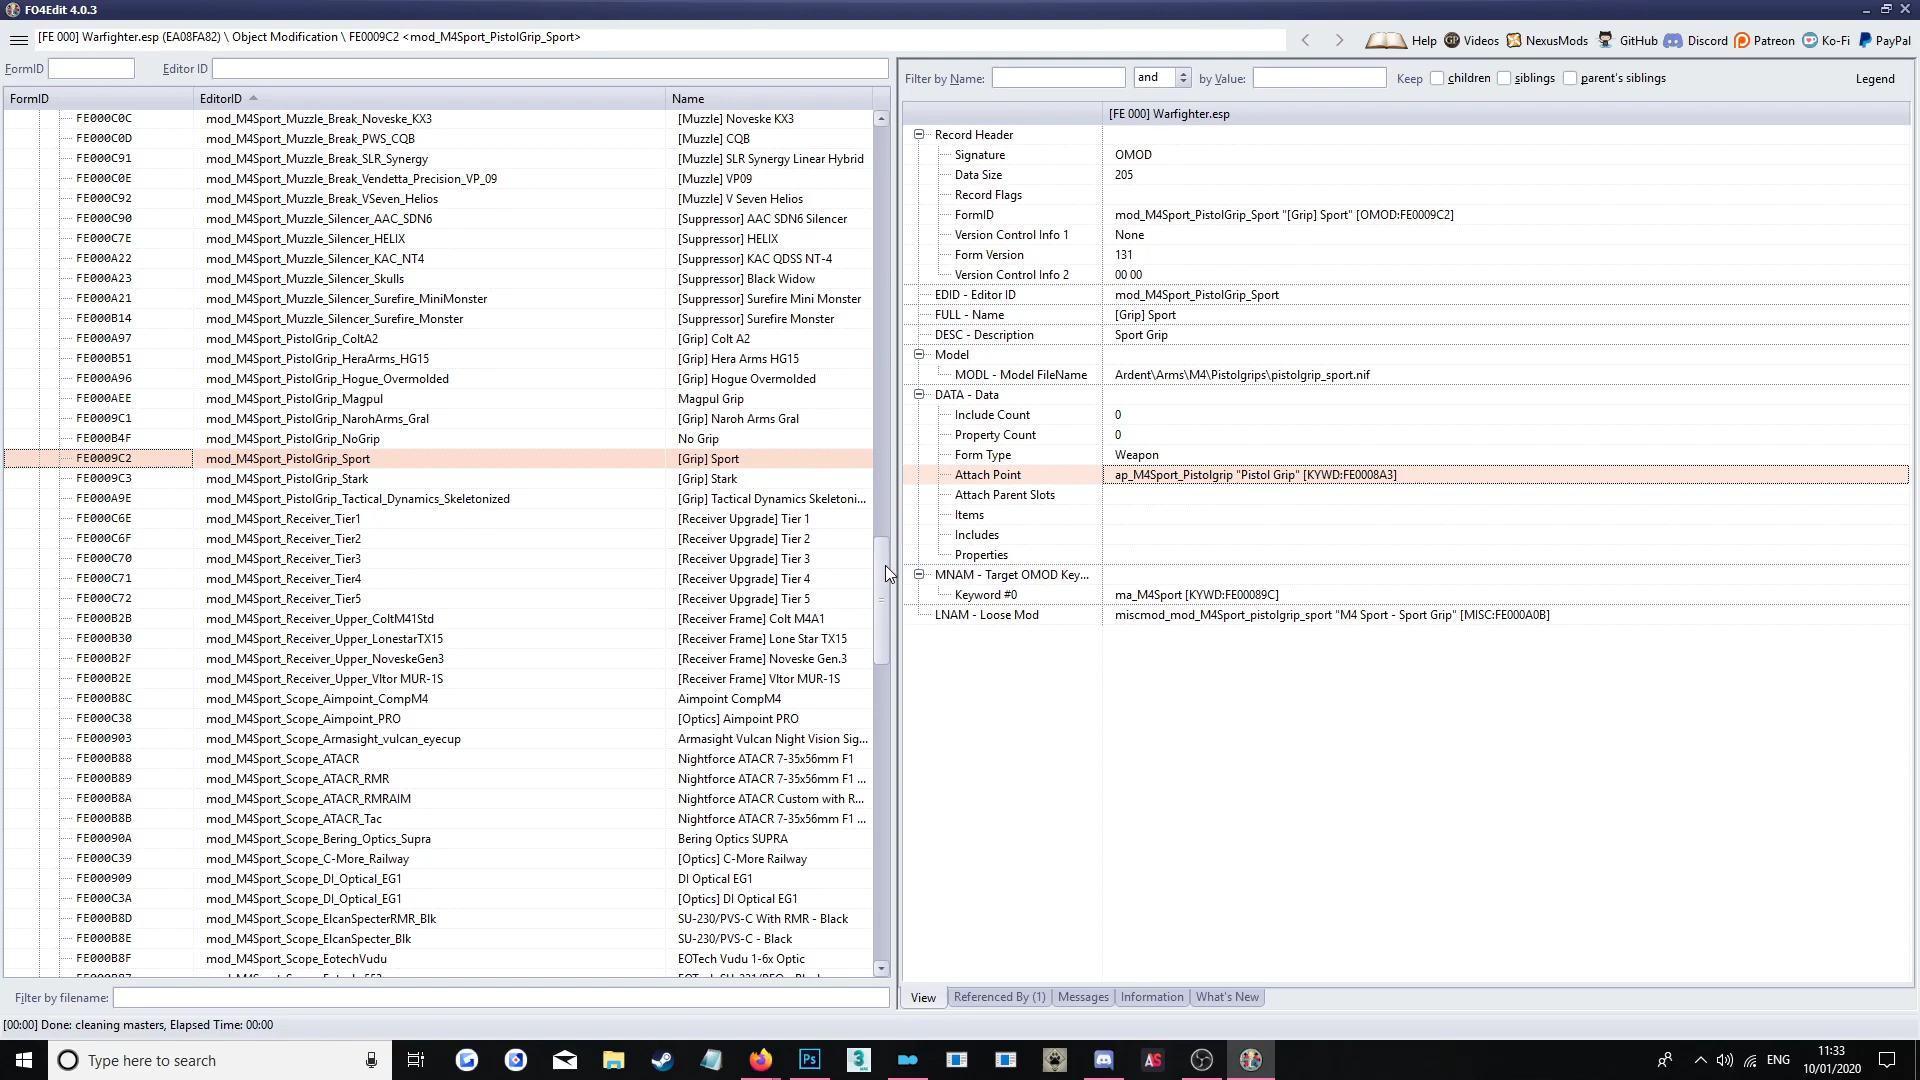 FO4Edit 4.0.3
[FE 000] Warfighter.esp (EA08FA82) \ Object Modification \ FE0009C2 <mod_M4Sport_PistolGrip_Sport>
Help Videos NexusMods GitHub Discord Patreon Ko-Fi PayPal
FormID Editor ID
FormID EditorID Name
FE000C0C mod_M4Sport_Muzzle_Break_Noveske_KX3 [Muzzle] Noveske KX3
FE000C0D mod_M4Sport_Muzzle_Break_PWS_CQB [Muzzle] CQB
FE000C91 mod_M4Sport_Muzzle_Break_SLR_Synergy [Muzzle] SLR Synergy Linear Hybrid
FE000C0E mod_M4Sport_Muzzle_Break_Vendetta_Precision_VP_09 [Muzzle] VP09
FE000C92 mod_M4Sport_Muzzle_Break_VSeven_Helios [Muzzle] V Seven Helios
FE000C90 mod_M4Sport_Muzzle_Silencer_AAC_SDN6 [Suppressor] AAC SDN6 Silencer
FE000C7E mod_M4Sport_Muzzle_Silencer_HELIX [Suppressor] HELIX
FE000A22 mod_M4Sport_Muzzle_Silencer_KAC_NT4 [Suppressor] KAC QDSS NT-4
FE000A23 mod_M4Sport_Muzzle_Silencer_Skulls [Suppressor] Black Widow
FE000A21 mod_M4Sport_Muzzle_Silencer_Surefire_MiniMonster [Suppressor] Surefire Mini Monster
FE000B14 mod_M4Sport_Muzzle_Silencer_Surefire_Monster [Suppressor] Surefire Monster
FE000A97 mod_M4Sport_PistolGrip_ColtA2 [Grip] Colt A2
FE000B51 mod_M4Sport_PistolGrip_HeraArms_HG15 [Grip] Hera Arms HG15
FE000A96 mod_M4Sport_PistolGrip_Hogue_Overmolded [Grip] Hogue Overmolded
FE000AEE mod_M4Sport_PistolGrip_Magpul Magpul Grip
FE0009C1 mod_M4Sport_PistolGrip_NarohArms_Gral [Grip] Naroh Arms Gral
FE000B4F mod_M4Sport_PistolGrip_NoGrip No Grip
FE0009C2 mod_M4Sport_PistolGrip_Sport [Grip] Sport
FE0009C3 mod_M4Sport_PistolGrip_Stark [Grip] Stark
FE000A9E mod_M4Sport_PistolGrip_Tactical_Dynamics_Skeletonized [Grip] Tactical Dynamics Skeletoni...
FE000C6E mod_M4Sport_Receiver_Tier1 [Receiver Upgrade] Tier 1
FE000C6F mod_M4Sport_Receiver_Tier2 [Receiver Upgrade] Tier 2
FE000C70 mod_M4Sport_Receiver_Tier3 [Receiver Upgrade] Tier 3
FE000C71 mod_M4Sport_Receiver_Tier4 [Receiver Upgrade] Tier 4
FE000C72 mod_M4Sport_Receiver_Tier5 [Receiver Upgrade] Tier 5
FE000B2B mod_M4Sport_Receiver_Upper_ColtM41Std [Receiver Frame] Colt M4A1
FE000B30 mod_M4Sport_Receiver_Upper_LonestarTX15 [Receiver Frame] Lone Star TX15
FE000B2F mod_M4Sport_Receiver_Upper_NoveskeGen3 [Receiver Frame] Noveske Gen.3
FE000B2E mod_M4Sport_Receiver_Upper_Vltor MUR-1S [Receiver Frame] Vltor MUR-1S
FE000B8C mod_M4Sport_Scope_Aimpoint_CompM4 Aimpoint CompM4
FE000C38 mod_M4Sport_Scope_Aimpoint_PRO [Optics] Aimpoint PRO
FE000903 mod_M4Sport_Scope_Armasight_vulcan_eyecup Armasight Vulcan Night Vision Sig...
FE000B88 mod_M4Sport_Scope_ATACR Nightforce ATACR 7-35x56mm F1
FE000B89 mod_M4Sport_Scope_ATACR_RMR Nightforce ATACR 7-35x56mm F1 ...
FE000B8A mod_M4Sport_Scope_ATACR_RMRAIM Nightforce ATACR Custom with R...
FE000B8B mod_M4Sport_Scope_ATACR_Tac Nightforce ATACR 7-35x56mm F1 ...
FE00090A mod_M4Sport_Scope_Bering_Optics_Supra Bering Optics SUPRA
FE000C39 mod_M4Sport_Scope_C-More_Railway [Optics] C-More Railway
FE000909 mod_M4Sport_Scope_DI_Optical_EG1 DI Optical EG1
FE000C3A mod_M4Sport_Scope_DI_Optical_EG1 [Optics] DI Optical EG1
FE000B8D mod_M4Sport_Scope_ElcanSpecterRMR_Blk SU-230/PVS-C With RMR - Black
FE000B8E mod_M4Sport_Scope_ElcanSpecter_Blk SU-230/PVS-C - Black
FE000B8F mod_M4Sport_Scope_EotechVudu EOTech Vudu 1-6x Optic
Filter by filename:
[00:00] Done: cleaning masters, Elapsed Time: 00:00
Filter by Name: and by Value: Keep children siblings parent's siblings Legend
[FE 000] Warfighter.esp
Record Header
Signature OMOD
Data Size 205
Record Flags
FormID mod_M4Sport_PistolGrip_Sport "[Grip] Sport" [OMOD:FE0009C2]
Version Control Info 1 None
Form Version 131
Version Control Info 2 00 00
EDID - Editor ID mod_M4Sport_PistolGrip_Sport
FULL - Name [Grip] Sport
DESC - Description Sport Grip
Model
MODL - Model FileName Ardent\Arms\M4\Pistolgrips\pistolgrip_sport.nif
DATA - Data
Include Count 0
Property Count 0
Form Type Weapon
Attach Point ap_M4Sport_Pistolgrip "Pistol Grip" [KYWD:FE0008A3]
Attach Parent Slots
Items
Includes
Properties
MNAM - Target OMOD Key...
Keyword #0 ma_M4Sport [KYWD:FE00089C]
LNAM - Loose Mod miscmod_mod_M4Sport_pistolgrip_sport "M4 Sport - Sport Grip" [MISC:FE000A0B]
View Referenced By (1) Messages Information What's New
Type here to search
Ps
3
AS
ENG
11:33
10/01/2020